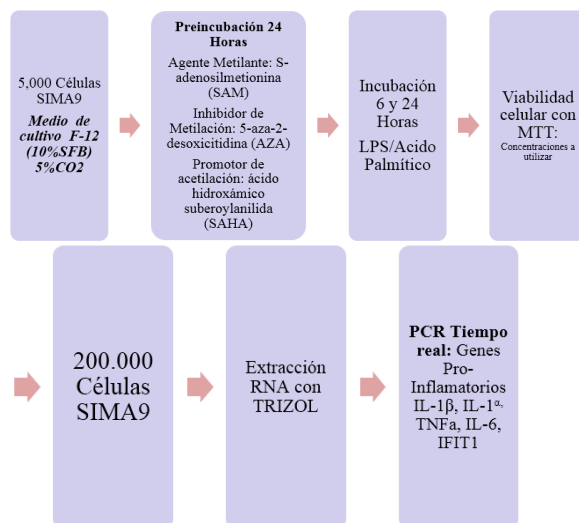 5,000 Células
SIMA9
Medio de
cultivo F-12
(10%SFB)
5%CO2
Preincubación 24
Horas
Agente Metilante: S-
adenosilmetionina
(SAM)
Inhibidor de
Metilación: 5-aza-2-
desoxicitidina (AZA)
Promotor de
acetilación: ácido
hidroxámico
suberoylanilida
(SAHA)
Incubación
6 y 24
Horas
LPS/Acido
Palmítico
Viabilidad
celular con
MTT:
Concentraciones a
utilizar
200.000
Células
SIMA9
Extracción
RNA con
TRIZOL
PCR Tiempo
real: Genes
Pro-
Inflamatorios
IL-1β, IL-1ᵅ,
TNFa, IL-6,
IFIT1